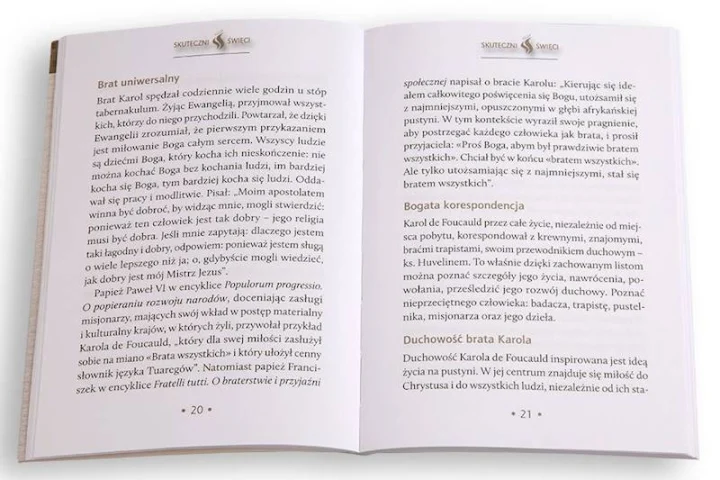 SKUTECZNI ŚWIĘCI
Brat uniwersalny
Brat Karol spędzał codziennie wiele godzin u stóp
tabernakulum. Żyjąc Ewangelią, przyjmował wszyst-
kich, którzy do niego przychodzili. Powtarzał, że dzięki
Ewangelii zrozumiał, że pierwszym przykazaniem
jest miłowanie Boga całym sercem. Wszyscy ludzie
są dziećmi Boga, który kocha ich nieskończenie: nie
można kochać Boga bez kochania ludzi, im bardziej
kocha się Boga, tym bardziej kocha się ludzi. Odda-
wał się pracy i modlitwie. Pisał: „Moim apostolatem
winna być dobroć, by widząc mnie, mogli stwierdzić:
ponieważ ten człowiek jest tak dobry – jego religia
musi być dobra. Jeśli mnie zapytają: dlaczego jestem
taki łagodny i dobry, odpowiem: ponieważ jestem sługą
o wiele lepszego niż ja; o, gdybyście mogli wiedzieć,
jak dobry jest mój Mistrz Jezus”.
Papież Paweł VI w encyklice Populorum progressio.
O popieraniu rozwoju narodów, doceniając zasługi
misjonarzy, mających swój wkład w postęp materialny
i kulturalny krajów, w których żyli, przywołał przykład
Karola de Foucauld, „który dla swej miłości zasłużył
sobie na miano «Brata wszystkich» i który ułożył cenny
słownik języka Tuaregów”. Natomiast papież Franci-
szek w encyklice Fratelli tutti. O braterstwie i przyjaźni
• 20 •
SKUTECZNI ŚWIĘCI
społecznej napisał o bracie Karolu: „Kierując się ide-
ałem całkowitego poświęcenia się Bogu, utożsamił się
z najmniejszymi, opuszczonymi w głębi afrykańskiej
pustyni. W tym kontekście wyraził swoje pragnienie,
aby postrzegać każdego człowieka jak brata, i prosił
przyjaciela: «Proś Boga, abym był prawdziwie bratem
wszystkich». Chciał być w końcu «bratem wszystkich».
Ale tylko utożsamiając się z najmniejszymi, stał się
bratem wszystkich”.
Bogata korespondencja
Karol de Foucauld przez całe życie, niezależnie od miej-
sca pobytu, korespondował z krewnymi, znajomymi,
braćmi trapistami, swoim przewodnikiem duchowym –
ks. Huvelinem. To właśnie dzięki zachowanym listom
można poznać szczegóły jego życia, nawrócenia, po-
wołania, prześledzić jego rozwój duchowy. Poznać
nieprzeciętnego człowieka: badacza, trapistę, pustel-
nika, misjonarza oraz jego dzieła.
Duchowość brata Karola
Duchowość Karola de Foucauld inspirowana jest ideą
życia na pustyni. W jej centrum znajduje się miłość do
Chrystusa i do wszystkich ludzi, niezależnie od ich sta-
• 21 •